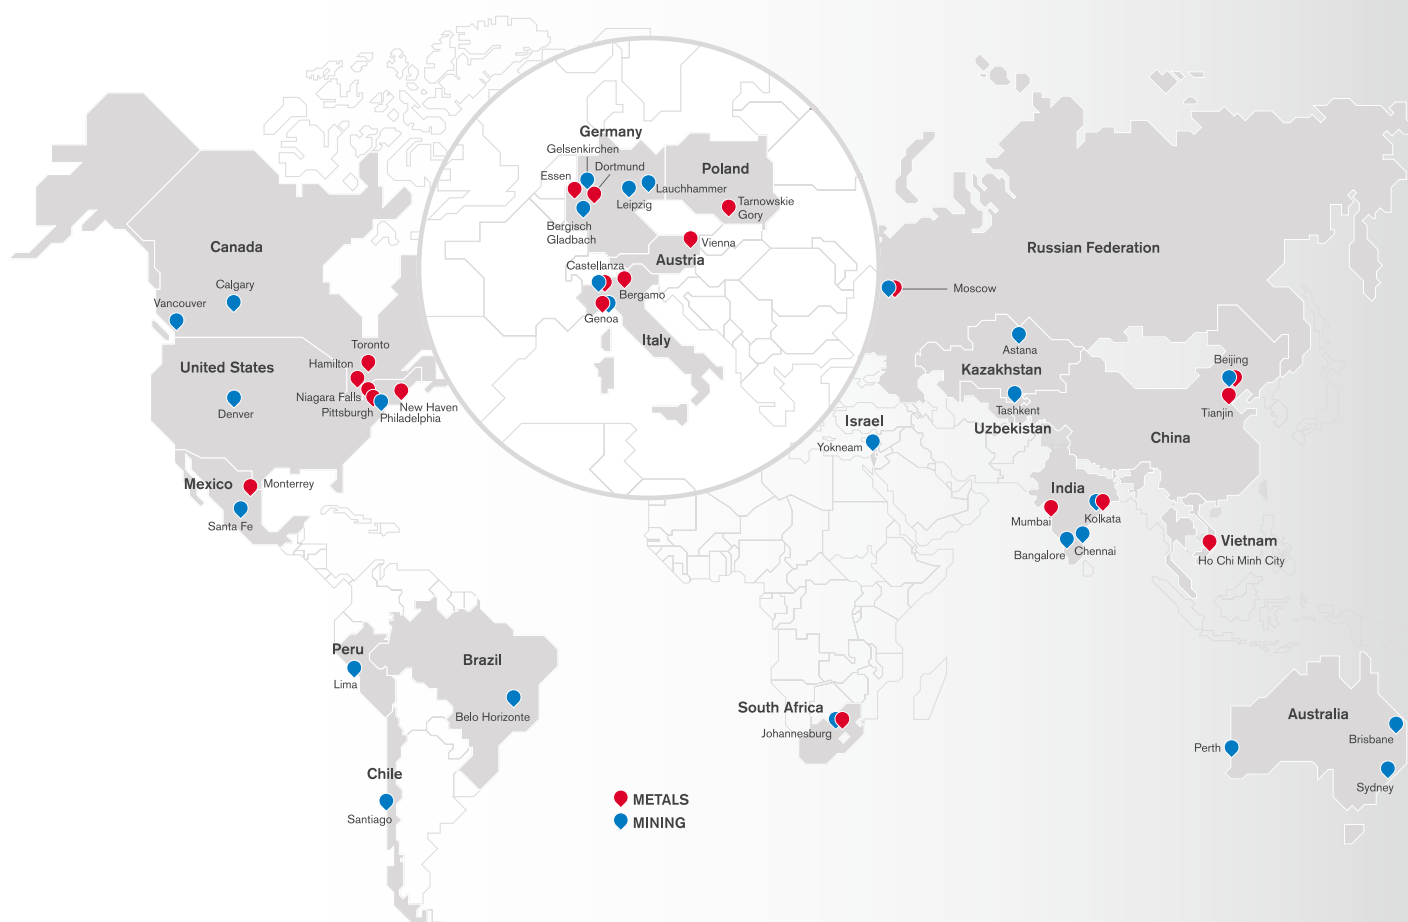 Germany
Gelsenkirchen
Dortmund
Essen
Poland
Lauchhammer
Leipzig
Tarnowskie
Gory
Bergisch
Gladbach
Vienna
Austria
Castellanza
Bergamo
Genoa
Italy
Canada
Calgary
Vancouver
Toronto
Hamilton
United States
Niagara Falls
Pittsburgh
New Haven
Philadelphia
Denver
Mexico
Monterrey
Santa Fe
Russian Federation
Moscow
Astana
Kazakhstan
Tashkent
Uzbekistan
Beijing
Tianjin
China
Israel
Yokneam
India
Mumbai
Kolkata
Bangalore
Chennai
Vietnam
Ho Chi Minh City
Peru
Lima
Brazil
Belo Horizonte
Chile
Santiago
South Africa
Johannesburg
Australia
Perth
Brisbane
Sydney
METALS
MINING